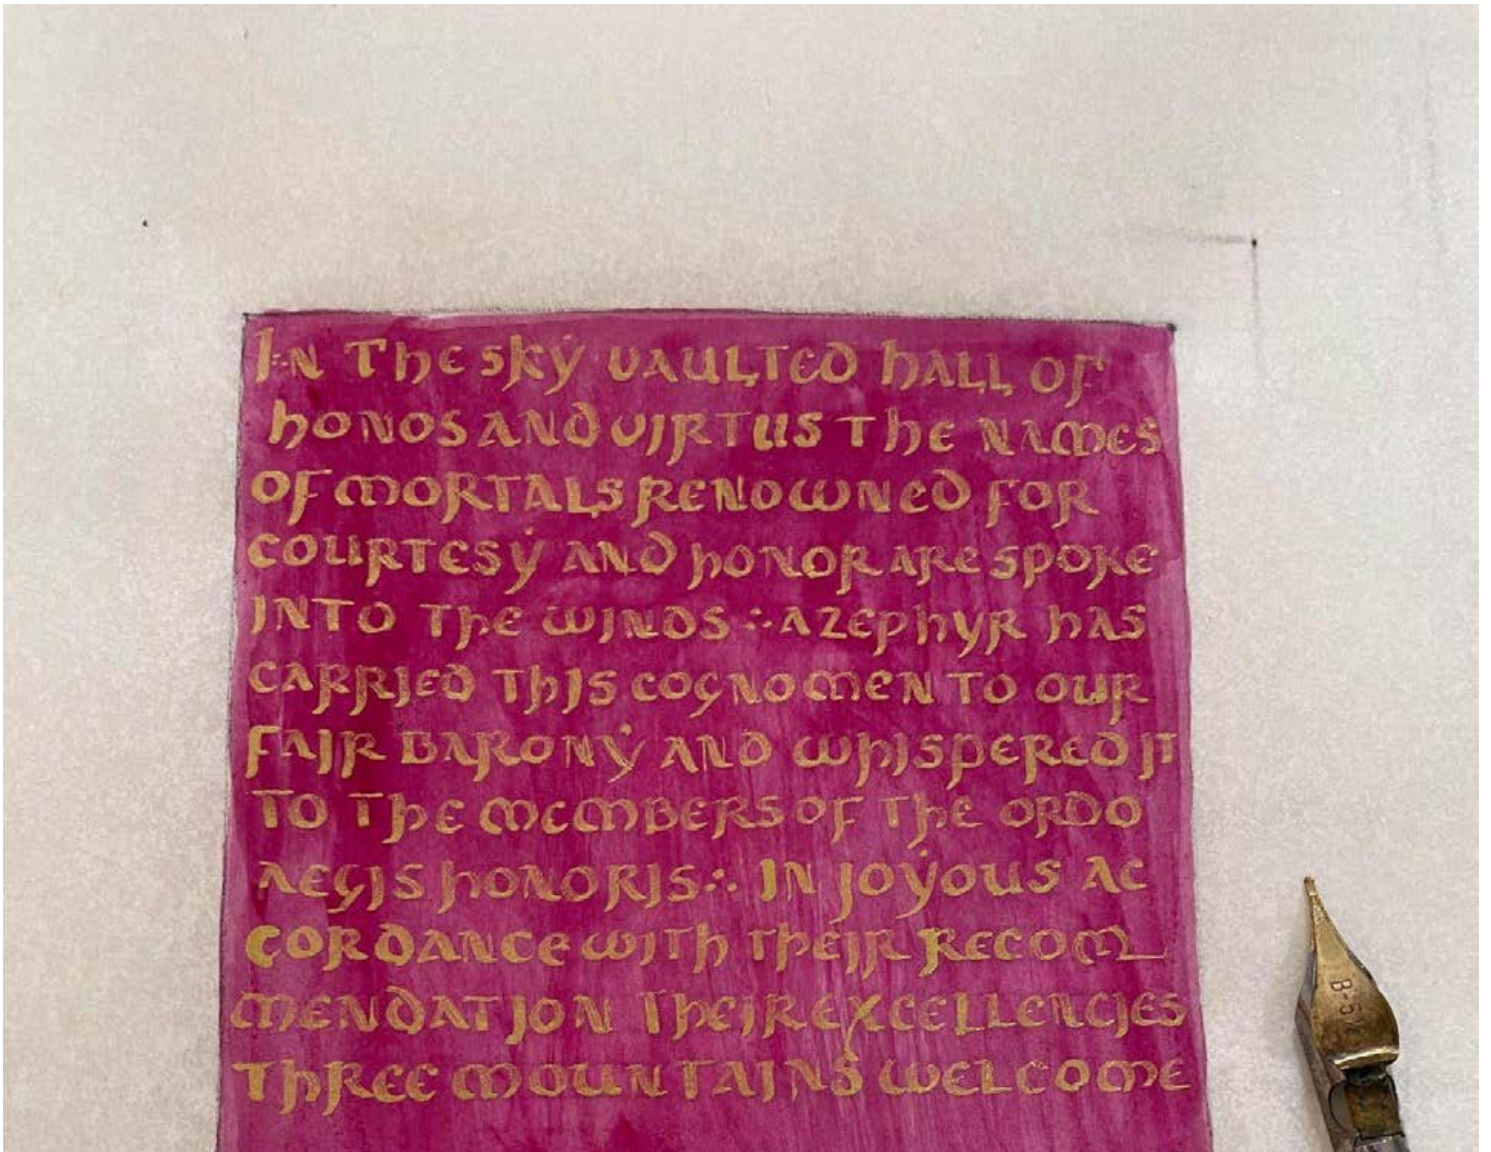 IN THE SKY VAULTED HALL OF
HONOS AND VIRTUS THE NAMES
OF MORTALS RENOWNED FOR
COURTESY AND HONOR ARE SPOKE
INTO THE WINDS ∴ A ZEPHYR HAS
CARRIED THIS COGNOMEN TO OUR
FAIR BARONY AND WHISPERED IT
TO THE MEMBERS OF THE ORDO
AEGIS HONORIS ∴ IN JOYOUS AC
CORDANCE WITH THEIR RECOM
MENDATION THEIR EXCELLENCIES
THREE MOUNTAINS WELCOME